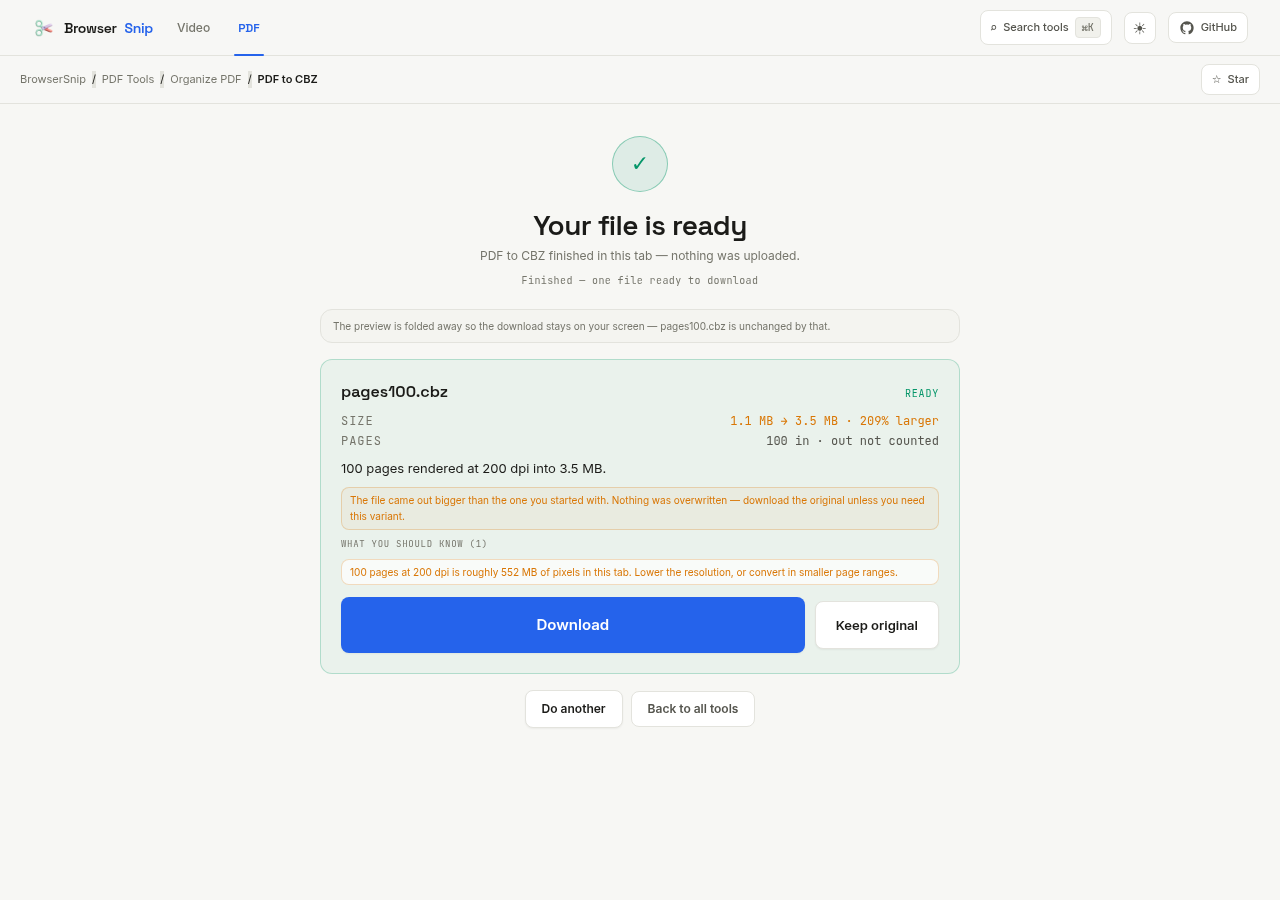 Browser Snip Video PDF Search tools ⌘K GitHub
BrowserSnip / PDF Tools / Organize PDF / PDF to CBZ ☆ Star
✓
Your file is ready
PDF to CBZ finished in this tab — nothing was uploaded.
Finished — one file ready to download
The preview is folded away so the download stays on your screen — pages100.cbz is unchanged by that.
pages100.cbz READY
SIZE 1.1 MB → 3.5 MB · 209% larger
PAGES 100 in · out not counted
100 pages rendered at 200 dpi into 3.5 MB.
The file came out bigger than the one you started with. Nothing was overwritten — download the original unless you need
this variant.
WHAT YOU SHOULD KNOW (1)
100 pages at 200 dpi is roughly 552 MB of pixels in this tab. Lower the resolution, or convert in smaller page ranges.
Download Keep original
Do another Back to all tools